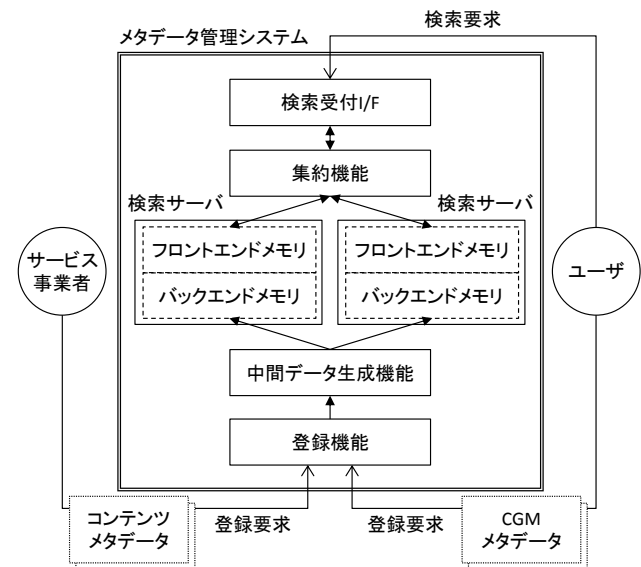 検索要求
メタデータ管理システム
検索受付I/F
集約機能
検索サーバ
検索サーバ
フロントエンドメモリ
バックエンドメモリ
フロントエンドメモリ
バックエンドメモリ
サービス
事業者
ユーザ
中間データ生成機能
登録機能
コンテンツ
メタデータ
登録要求
登録要求
CGM
メタデータ